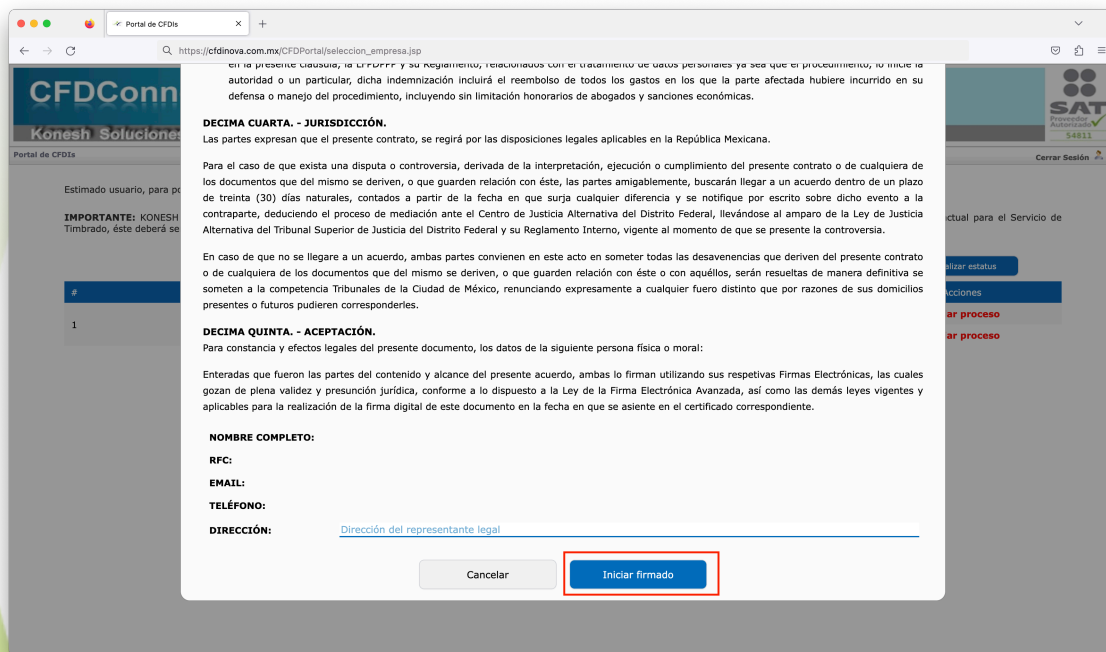 Portal de CFDIs
https://cfdinova.com.mx/CFDPortal/seleccion_empresa.jsp
en la presente cláusula, la LFPDPPP y su Reglamento, relacionados con el tratamiento de datos personales ya sea que el procedimiento, lo inicie la
autoridad o un particular, dicha indemnización incluirá el reembolso de todos los gastos en los que la parte afectada hubiere incurrido en su
defensa o manejo del procedimiento, incluyendo sin limitación honorarios de abogados y sanciones económicas.
CFDConn
Konesh Soluciones
SAT
Proveedor
Autorizado
54811
Portal de CFDIs
Cerrar Sesión
DECIMA CUARTA. - JURISDICCIÓN.
Las partes expresan que el presente contrato, se regirá por las disposiciones legales aplicables en la República Mexicana.
Para el caso de que exista una disputa o controversia, derivada de la interpretación, ejecución o cumplimiento del presente contrato o de cualquiera de
los documentos que del mismo se deriven, o que guarden relación con éste, las partes amigablemente, buscarán llegar a un acuerdo dentro de un plazo
de treinta (30) días naturales, contados a partir de la fecha en que surja cualquier diferencia y se notifique por escrito sobre dicho evento a la
contraparte, deduciendo el proceso de mediación ante el Centro de Justicia Alternativa del Distrito Federal, llevándose al amparo de la Ley de Justicia
Alternativa del Tribunal Superior de Justicia del Distrito Federal y su Reglamento Interno, vigente al momento de que se presente la controversia.
Estimado usuario, para po
IMPORTANTE: KONESH
Timbrado, éste deberá se
actual para el Servicio de
En caso de que no se llegare a un acuerdo, ambas partes convienen en este acto en someter todas las desavenencias que deriven del presente contrato
o de cualquiera de los documentos que del mismo se deriven, o que guarden relación con éste o con aquéllos, serán resueltas de manera definitiva se
someten a la competencia Tribunales de la Ciudad de México, renunciando expresamente a cualquier fuero distinto que por razones de sus domicilios
presentes o futuros pudieren corresponderles.
alizar estatus
#
Acciones
1
ar proceso
ar proceso
DECIMA QUINTA. - ACEPTACIÓN.
Para constancia y efectos legales del presente documento, los datos de la siguiente persona física o moral:
Enteradas que fueron las partes del contenido y alcance del presente acuerdo, ambas lo firman utilizando sus respetivas Firmas Electrónicas, las cuales
gozan de plena validez y presunción jurídica, conforme a lo dispuesto a la Ley de la Firma Electrónica Avanzada, así como las demás leyes vigentes y
aplicables para la realización de la firma digital de este documento en la fecha en que se asiente en el certificado correspondiente.
NOMBRE COMPLETO:
RFC:
EMAIL:
TELÉFONO:
DIRECCIÓN: Dirección del representante legal
Cancelar
Iniciar firmado